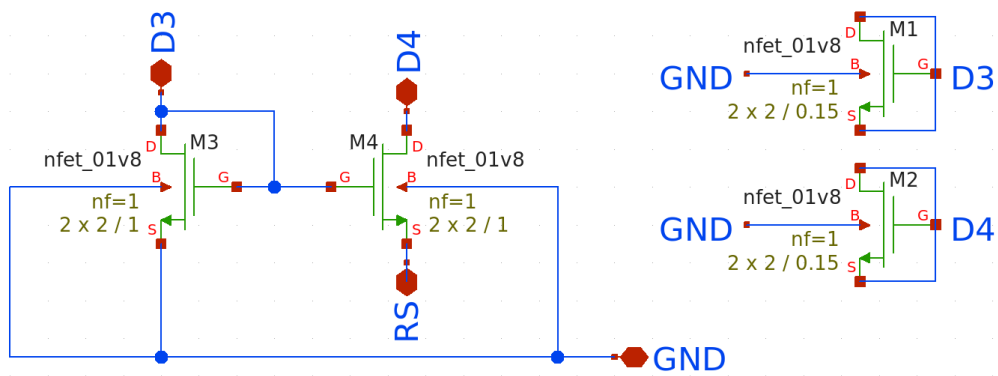 D3
D
M3
nfet_01v8
B
G
nf=1
2 x 2 / 1
S
D4
D
M4
nfet_01v8
G
B
nf=1
2 x 2 / 1
S
RS
GND
D
M1
nfet_01v8
B
G
GND
D3
nf=1
2 x 2 / 0.15
S
D
M2
nfet_01v8
B
G
GND
D4
nf=1
2 x 2 / 0.15
S